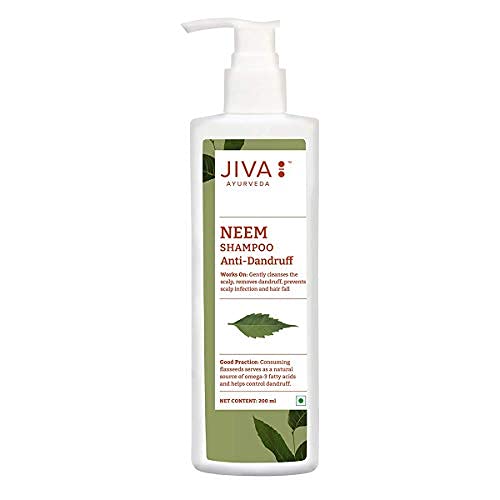 JIVA ™
AYURVEDA
NEEM
SHAMPOO
Anti-Dandruff
Works On: Gently cleanses the
scalp, removes dandruff, prevents
scalp infection and hair fall
Good Practice: Consuming
flaxseeds serves as a natural
source of omega-3 fatty acids
and helps control dandruff.
NET CONTENT: 200 ml